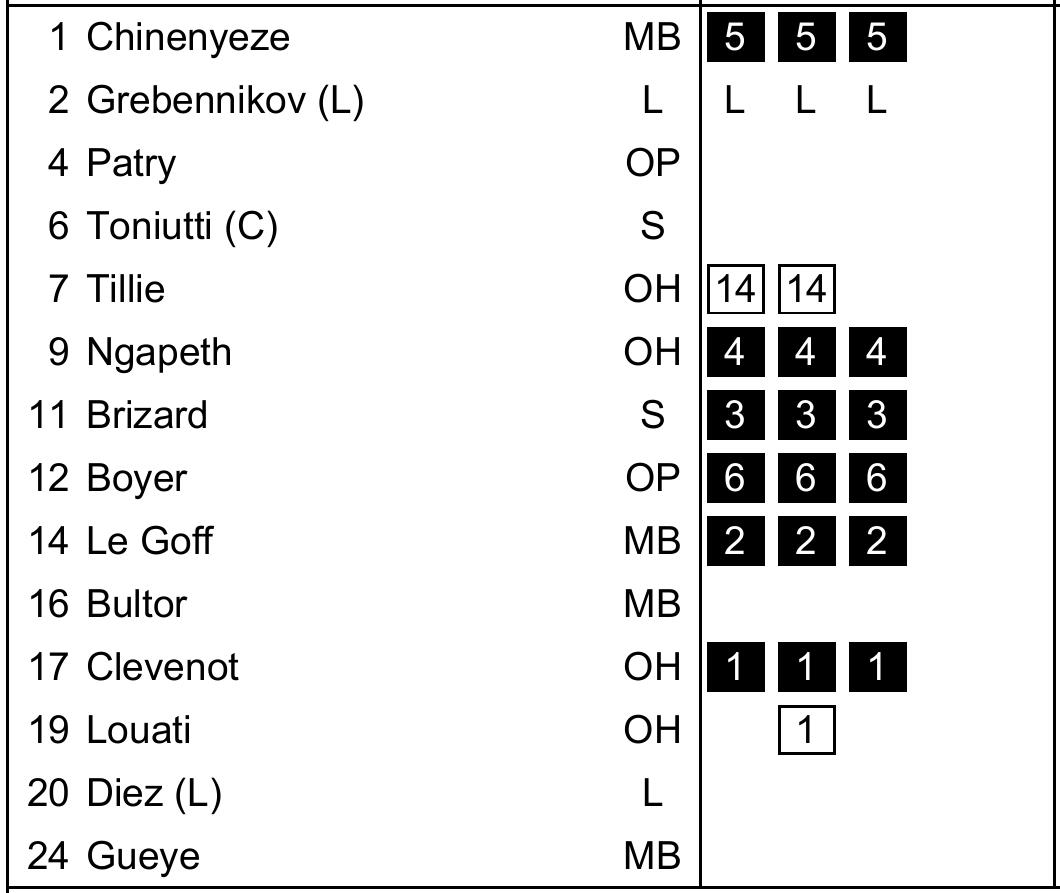 1 Chinenyeze MB 5 5 5
2 Grebennikov (L) L L L L
4 Patry OP
6 Toniutti (C) S
7 Tillie OH 14 14
9 Ngapeth OH 4 4 4
11 Brizard S 3 3 3
12 Boyer OP 6 6 6
14 Le Goff MB 2 2 2
16 Bultor MB
17 Clevenot OH 1 1 1
19 Louati OH 1
20 Diez (L) L
24 Gueye MB